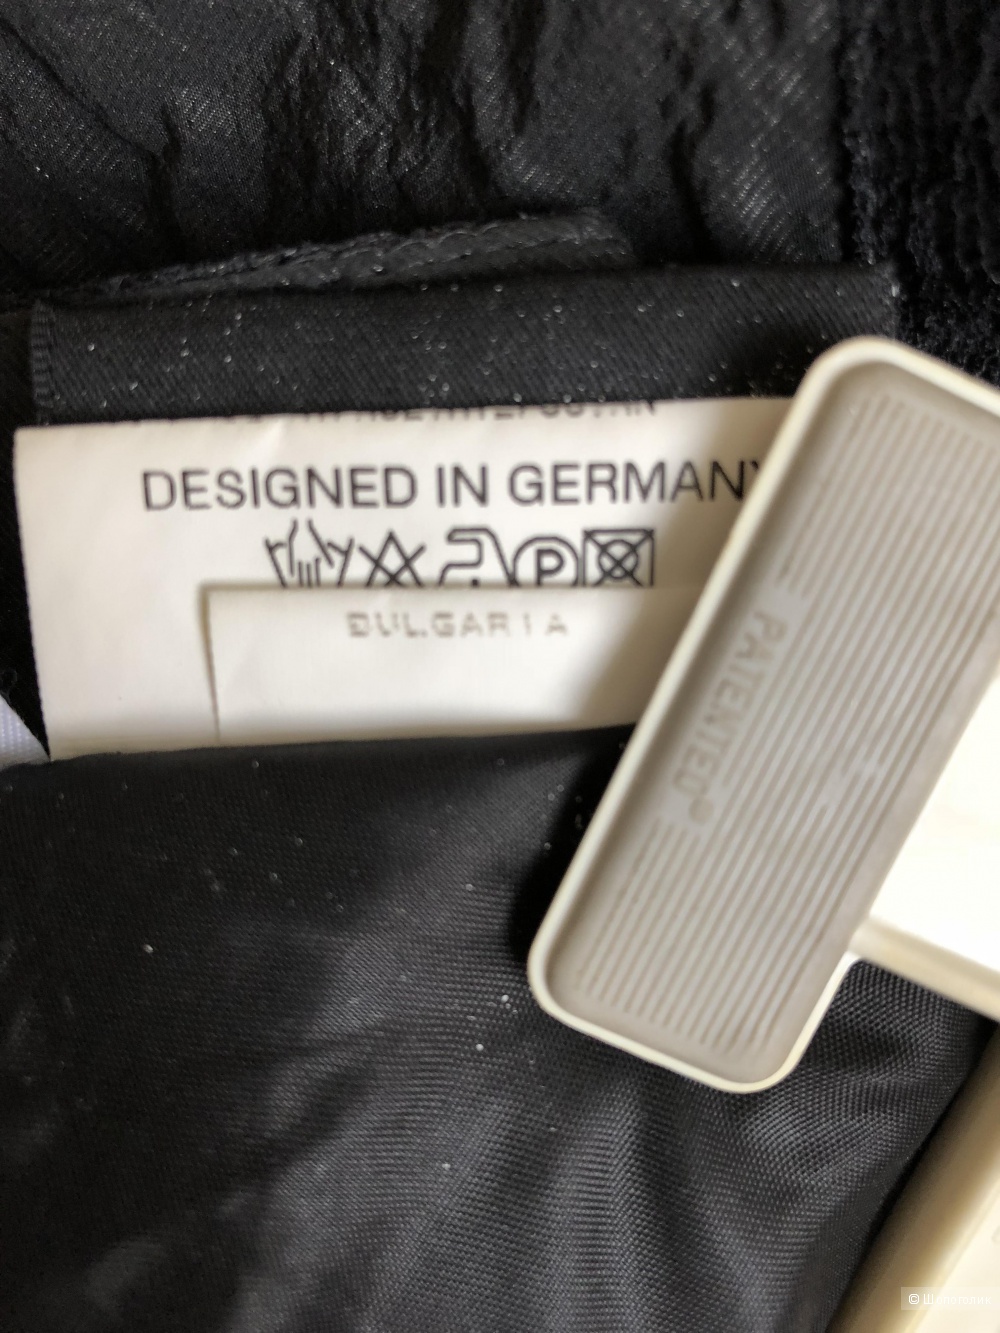 DESIGNED IN GERMANY
P
BULGARIA
PATENTED